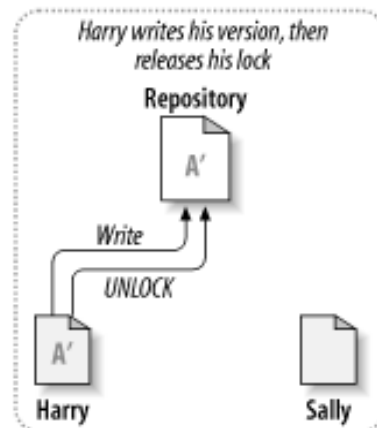 Harry writes his version, then
releases his lock
Repository
A'
Write
UNLOCK
A'
Harry
Sally